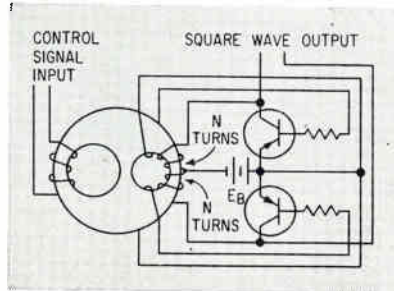 CONTROL
SIGNAL
INPUT
SQUARE WAVE OUTPUT
N
TURNS
E_B
N
TURNS